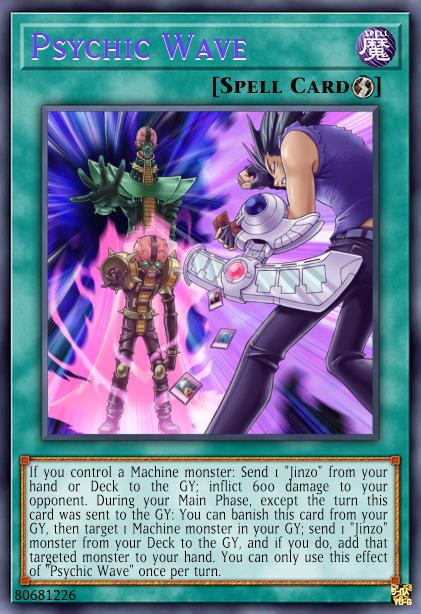 Psychic Wave
SPELL
魔
[Spell Card]
If you control a Machine monster: Send 1 "Jinzo" from your
hand or Deck to the GY; inflict 600 damage to your
opponent. During your Main Phase, except the turn this
card was sent to the GY: You can banish this card from your
GY, then target 1 Machine monster in your GY; send 1 "Jinzo"
monster from your Deck to the GY, and if you do, add that
targeted monster to your hand. You can only use this effect
of "Psychic Wave" once per turn.
80681226